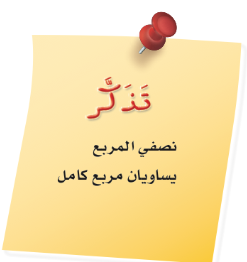 تَذَكَّر
نصفي المربع
يساويان مربع كامل